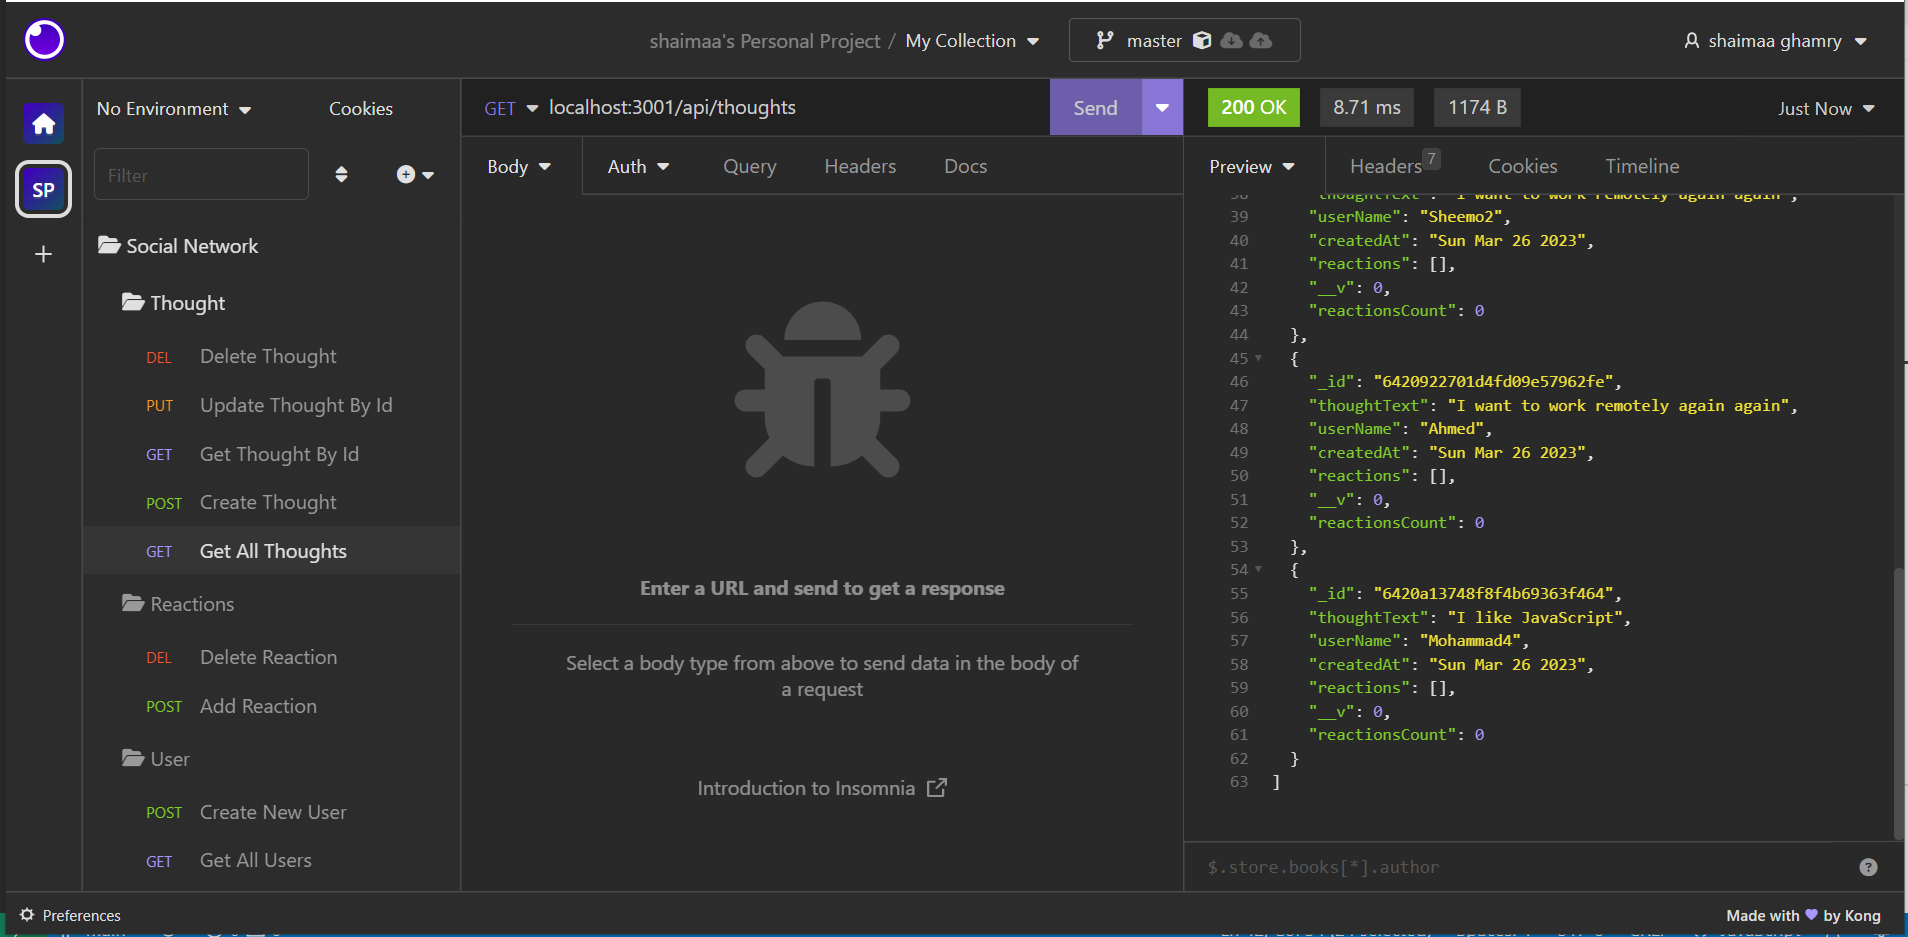 shaimaa's Personal Project / My Collection
master
shaimaa ghamry
SP
No Environment
Cookies
Filter
Social Network
Thought
DEL Delete Thought
PUT Update Thought By Id
GET Get Thought By Id
POST Create Thought
GET Get All Thoughts
Reactions
DEL Delete Reaction
POST Add Reaction
User
POST Create New User
GET Get All Users
GET localhost:3001/api/thoughts
Send
Body
Auth
Query
Headers
Docs
Enter a URL and send to get a response
Select a body type from above to send data in the body of
a request
Introduction to Insomnia
200 OK
8.71 ms
1174 B
Just Now
Preview
Headers 7
Cookies
Timeline
38 "thoughtText": "I want to work remotely again again",
39 "userName": "Sheemo2",
40 "createdAt": "Sun Mar 26 2023",
41 "reactions": [],
42 "__v": 0,
43 "reactionsCount": 0
44 },
45 {
46 "_id": "6420922701d4fd09e57962fe",
47 "thoughtText": "I want to work remotely again again",
48 "userName": "Ahmed",
49 "createdAt": "Sun Mar 26 2023",
50 "reactions": [],
51 "__v": 0,
52 "reactionsCount": 0
53 },
54 {
55 "_id": "6420a13748f8f4b69363f464",
56 "thoughtText": "I like JavaScript",
57 "userName": "Mohammad4",
58 "createdAt": "Sun Mar 26 2023",
59 "reactions": [],
60 "__v": 0,
61 "reactionsCount": 0
62 }
63 ]
$.store.books[*].author
Preferences
Made with by Kong